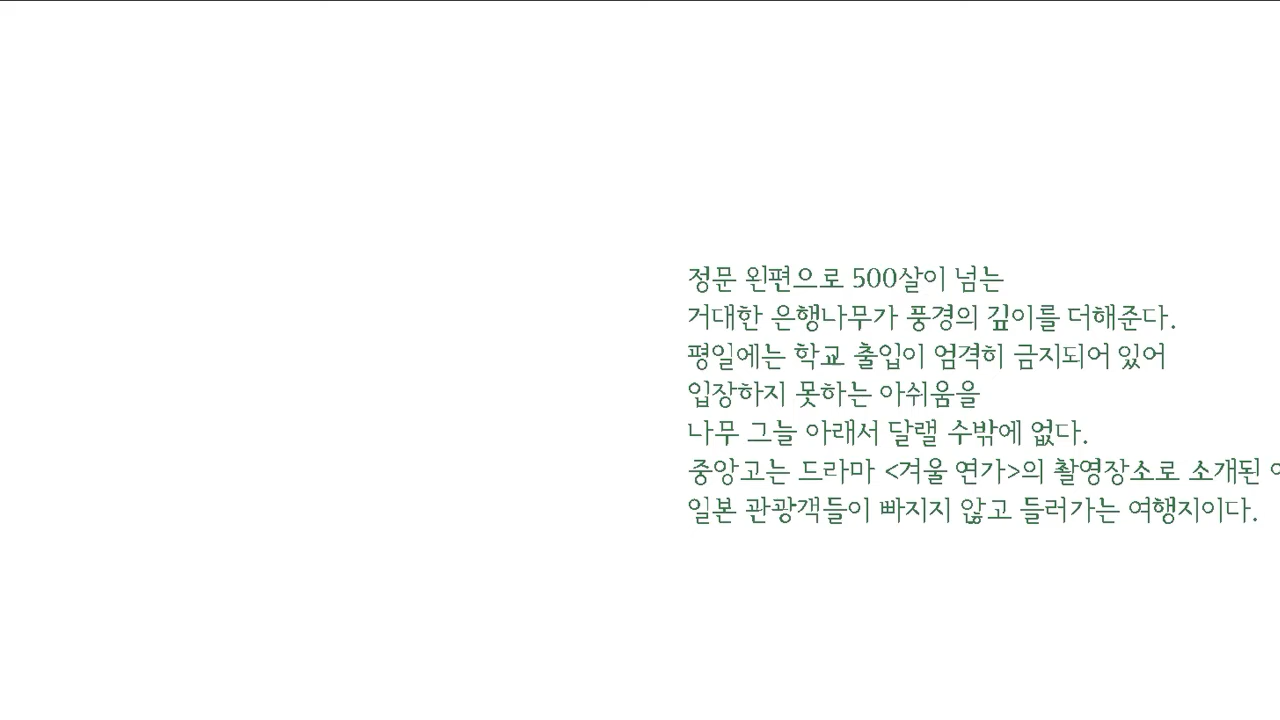 정문 왼편으로 500살이 넘는
거대한 은행나무가 풍경의 깊이를 더해준다.
평일에는 학교 출입이 엄격히 금지되어 있어
입장하지 못하는 아쉬움을
나무 그늘 아래서 달랠 수밖에 없다.
중앙고는 드라마 <겨울 연가>의 촬영장소로 소개된
일본 관광객들이 빠지지 않고 들러가는 여행지이다.